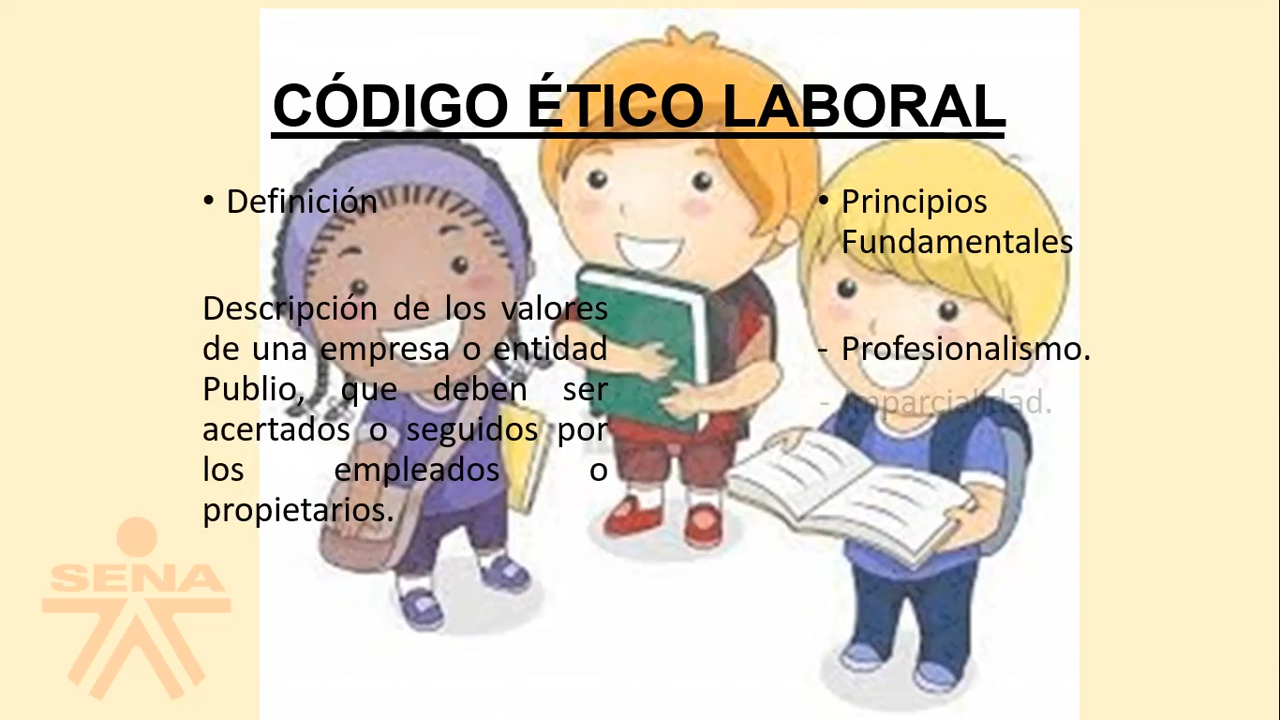 CÓDIGO ÉTICO LABORAL
• Definición
Descripción de los valores
de una empresa o entidad
Publio, que deben ser
acertados o seguidos por
los empleados o
propietarios.
• Principios
Fundamentales
- Profesionalismo.
- Imparcialidad.
SENA